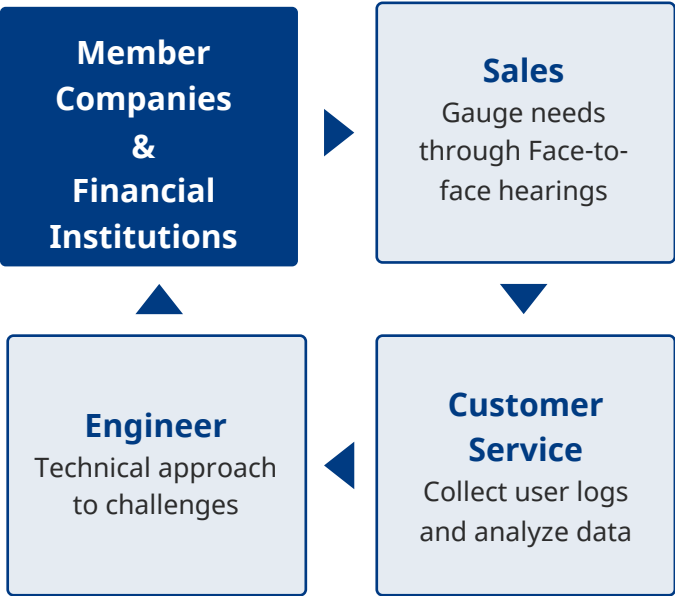 Member
Companies
&
Financial
Institutions
Sales
Gauge needs
through Face-to-
face hearings
Customer
Service
Collect user logs
and analyze data
Engineer
Technical approach
to challenges